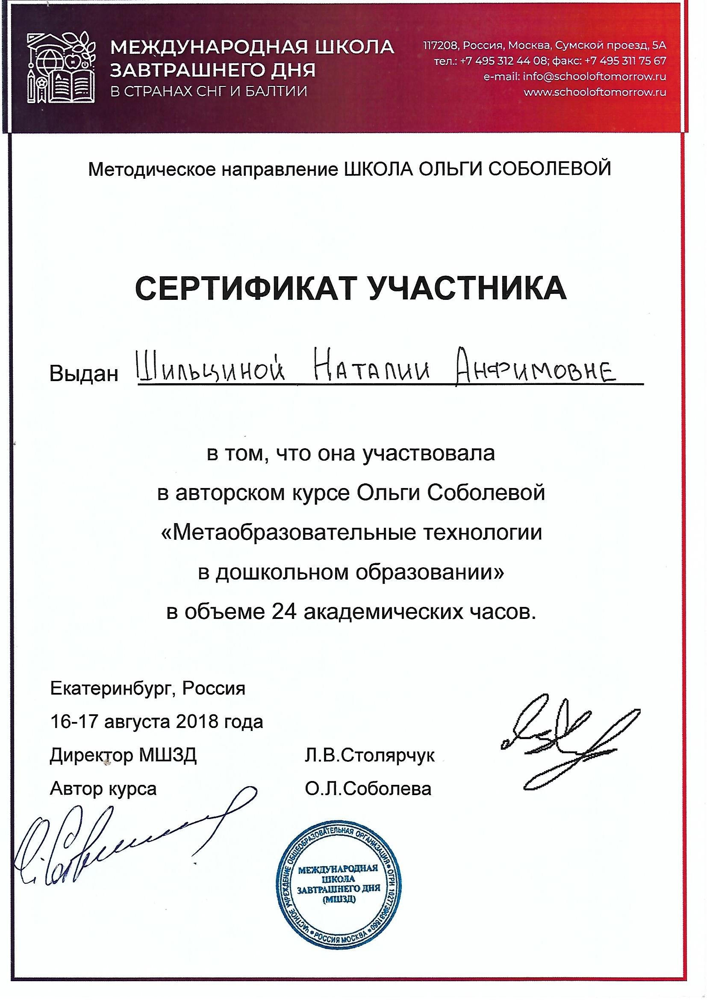 МЕЖДУНАРОДНАЯ ШКОЛА
ЗАВТРАШНЕГО ДНЯ
В СТРАНАХ СНГ И БАЛТИИ
117208, Россия, Москва, Сумской проезд, 5А
тел.: +7 495 312 44 08; факс: +7 495 311 75 67
e-mail: info@schooloftomorrow.ru
www.schooloftomorrow.ru
Методическое направление ШКОЛА ОЛЬГИ СОБОЛЕВОЙ
СЕРТИФИКАТ УЧАСТНИКА
Выдан Шильциной Наталии Анфимовне
в том, что она участвовала
в авторском курсе Ольги Соболевой
«Метаобразовательные технологии
в дошкольном образовании»
в объеме 24 академических часов.
Екатеринбург, Россия
16-17 августа 2018 года
Директор МШЗД Л.В.Столярчук
Автор курса О.Л.Соболева
ЧАСТНОЕ УЧРЕЖДЕНИЕ ОБЩЕОБРАЗОВАТЕЛЬНАЯ ОРГАНИЗАЦИЯ * ОГРН 1027739681860 * РОССИЯ МОСКВА *
МЕЖДУНАРОДНАЯ
ШКОЛА
ЗАВТРАШНЕГО ДНЯ
(МШЗД)